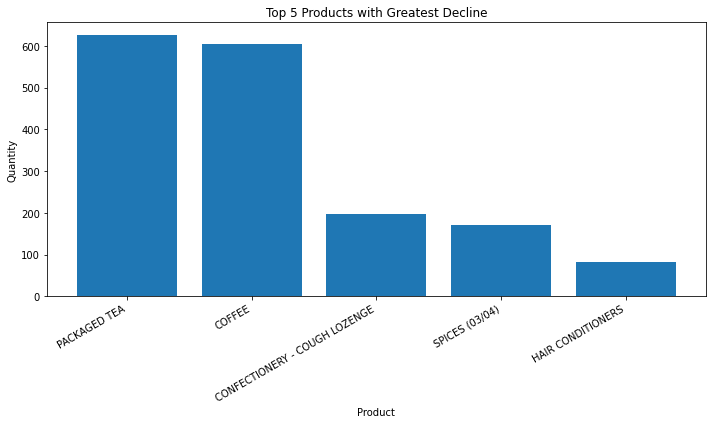 Top 5 Products with Greatest Decline
Quantity
600
500
400
300
200
100
0
PACKAGED TEA
COFFEE
CONFECTIONERY - COUGH LOZENGE
SPICES (03/04)
HAIR CONDITIONERS
Product